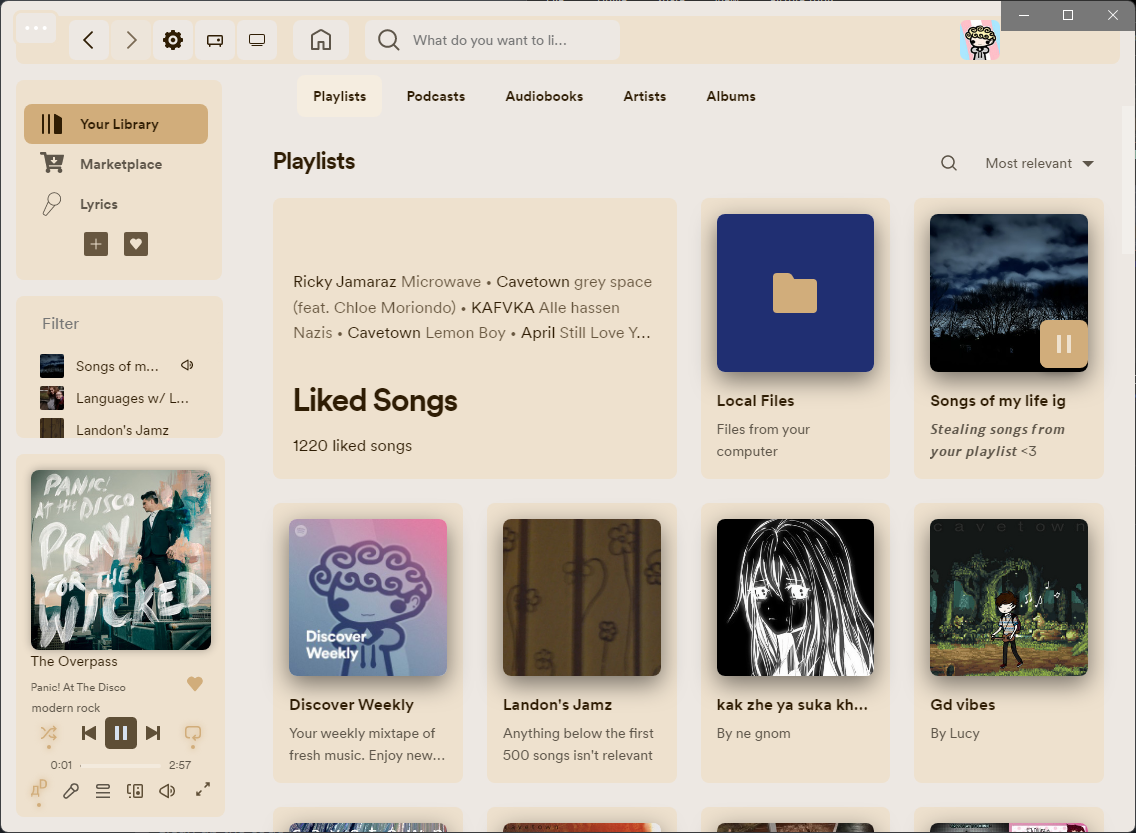 What do you want to li...
Playlists
Podcasts
Audiobooks
Artists
Albums
Your Library
Marketplace
Lyrics
Playlists
Most relevant
Filter
Songs of m...
Languages w/ L...
Landon's Jamz
Ricky Jamaraz Microwave • Cavetown grey space
(feat. Chloe Moriondo) • KAFVKA Alle hassen
Nazis • Cavetown Lemon Boy • April Still Love Y...
Liked Songs
1220 liked songs
Local Files
Files from your
computer
Songs of my life ig
Stealing songs from
your playlist <3
PANIC!
AT THE DISCO
PRAY
FOR THE
WICKED
The Overpass
Panic! At The Disco
modern rock
0:01
2:57
Discover
Weekly
Discover Weekly
Your weekly mixtape of
fresh music. Enjoy new...
Landon's Jamz
Anything below the first
500 songs isn't relevant
kak zhe ya suka kh...
By ne gnom
cavetown
Gd vibes
By Lucy
CAVETOWN